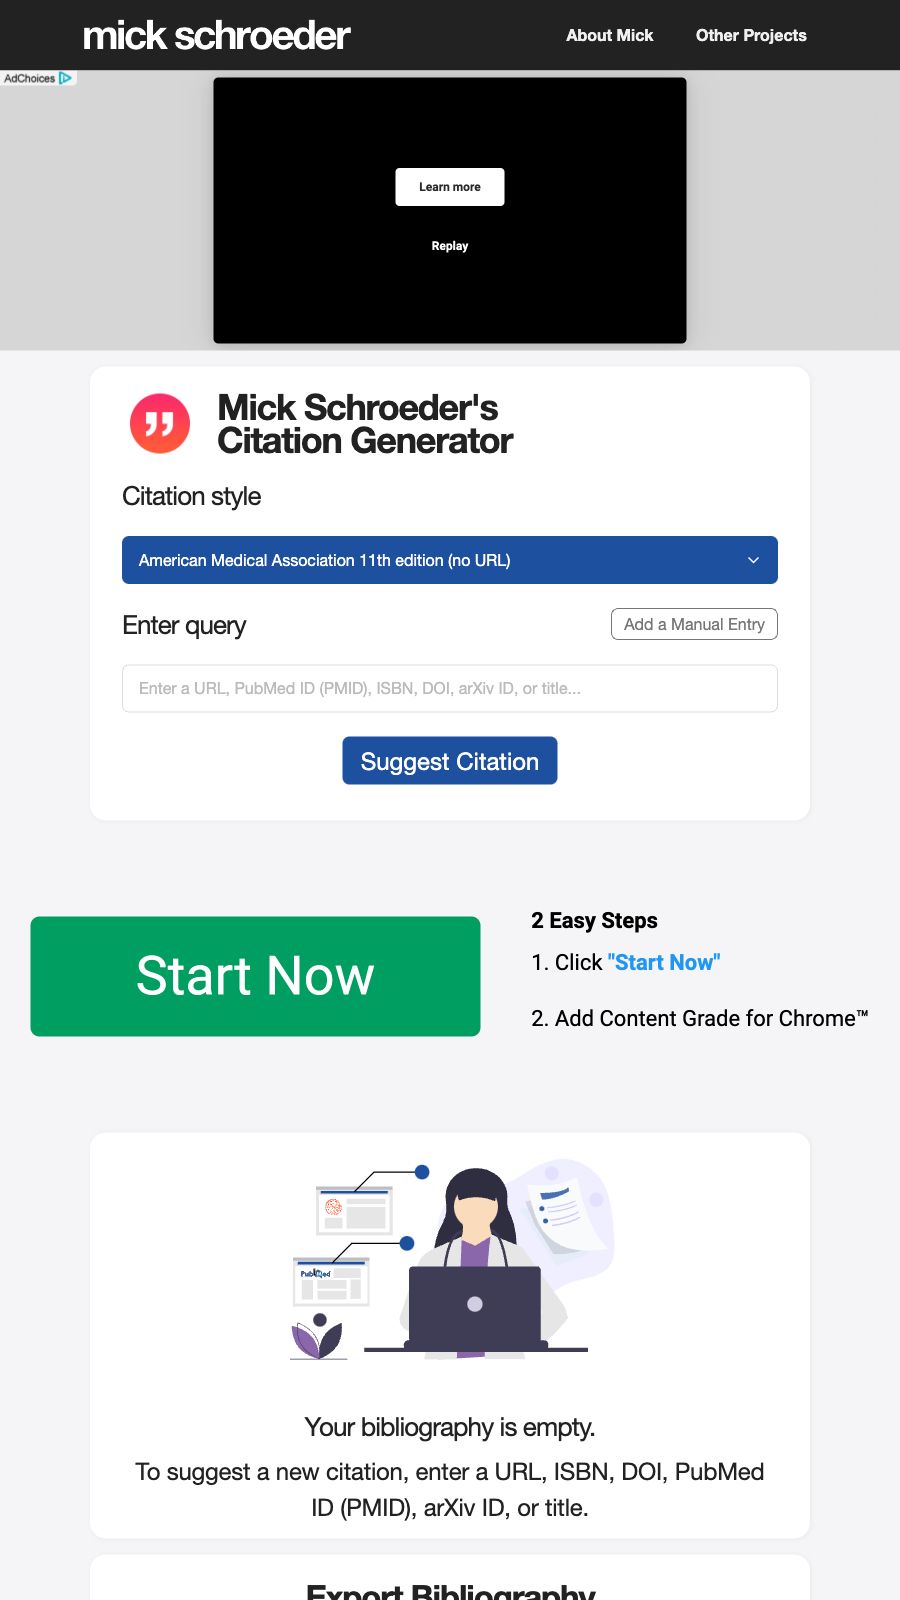 mick schroeder
About Mick
Other Projects
AdChoices
Learn more
Replay
Mick Schroeder's
Citation Generator
Citation style
American Medical Association 11th edition (no URL)
Enter query
Add a Manual Entry
Enter a URL, PubMed ID (PMID), ISBN, DOI, arXiv ID, or title...
Suggest Citation
Start Now
2 Easy Steps
1. Click "Start Now"
2. Add Content Grade for Chrome™
PubMed
Your bibliography is empty.
To suggest a new citation, enter a URL, ISBN, DOI, PubMed
ID (PMID), arXiv ID, or title.
Export Bibliography